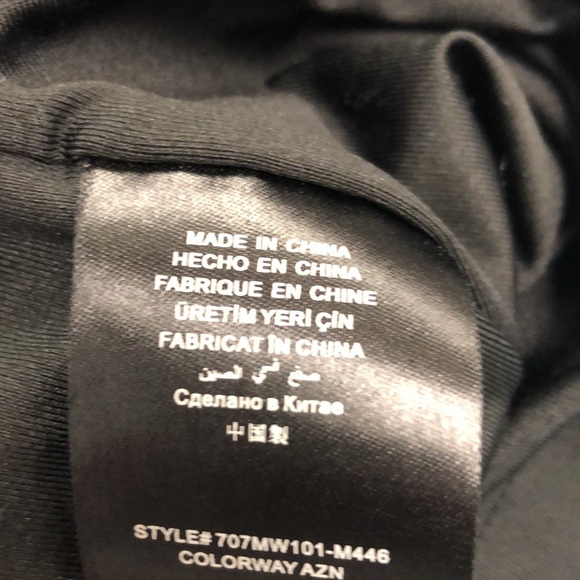 MADE IN CHINA
HECHO EN CHINA
FABRIQUE EN CHINE
ÜRETİM YERİ ÇİN
FABRICAT ÎN CHINA
صنع في الصين
Сделано в Китае
中国製
STYLE# 707MW101-M446
COLORWAY AZN